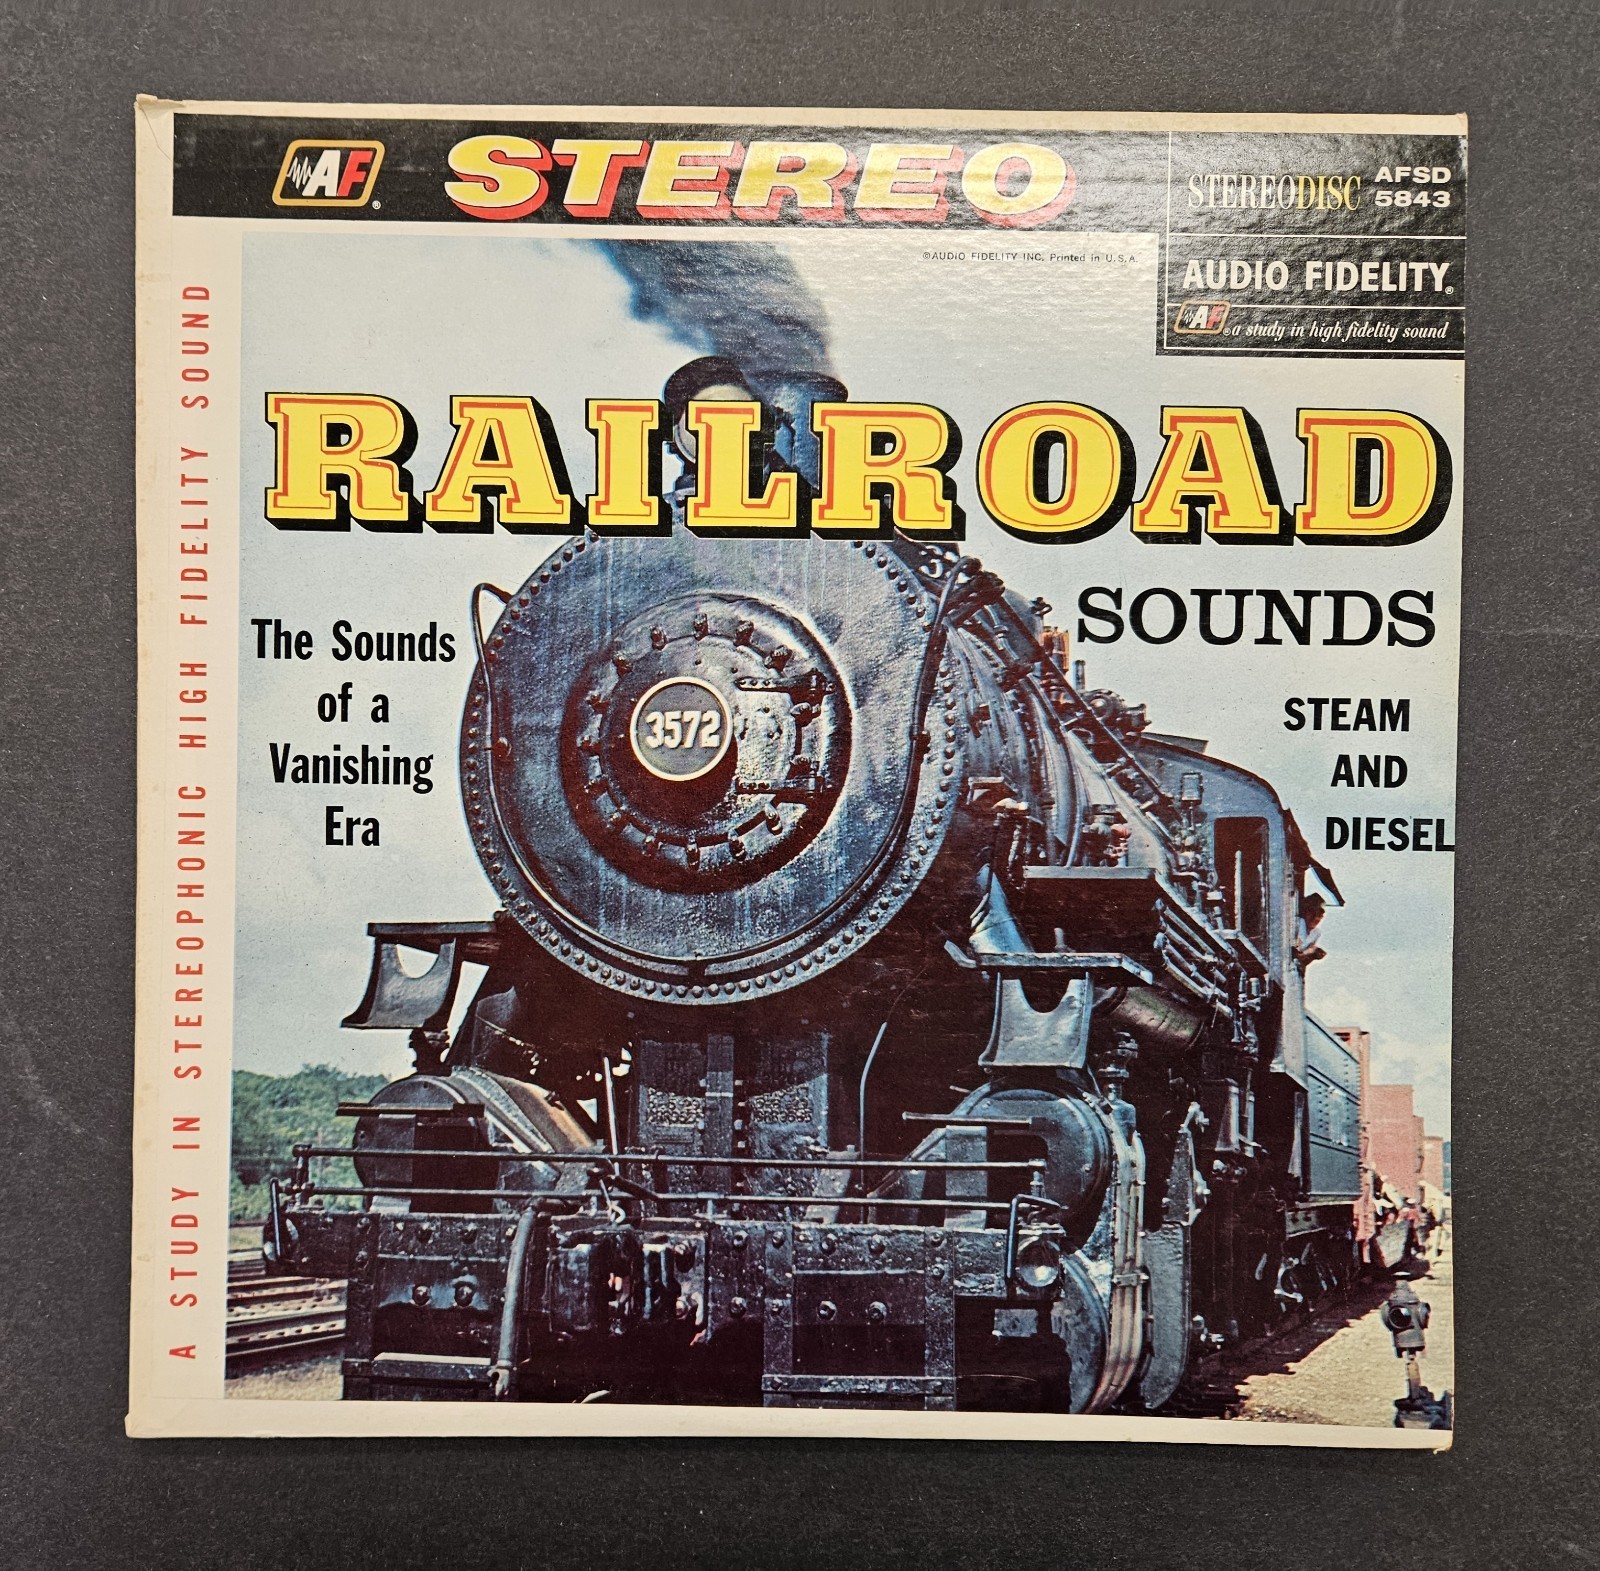 AF®
STEREO
STEREODISC
AFSD
5843
AUDIO FIDELITY®
AF® a study in high fidelity sound
©AUDIO FIDELITY INC. Printed in U.S.A.
RAILROAD
SOUNDS
The Sounds
of a
Vanishing
Era
STEAM
AND
DIESEL
3572
A STUDY IN STEREOPHONIC HIGH FIDELITY SOUND